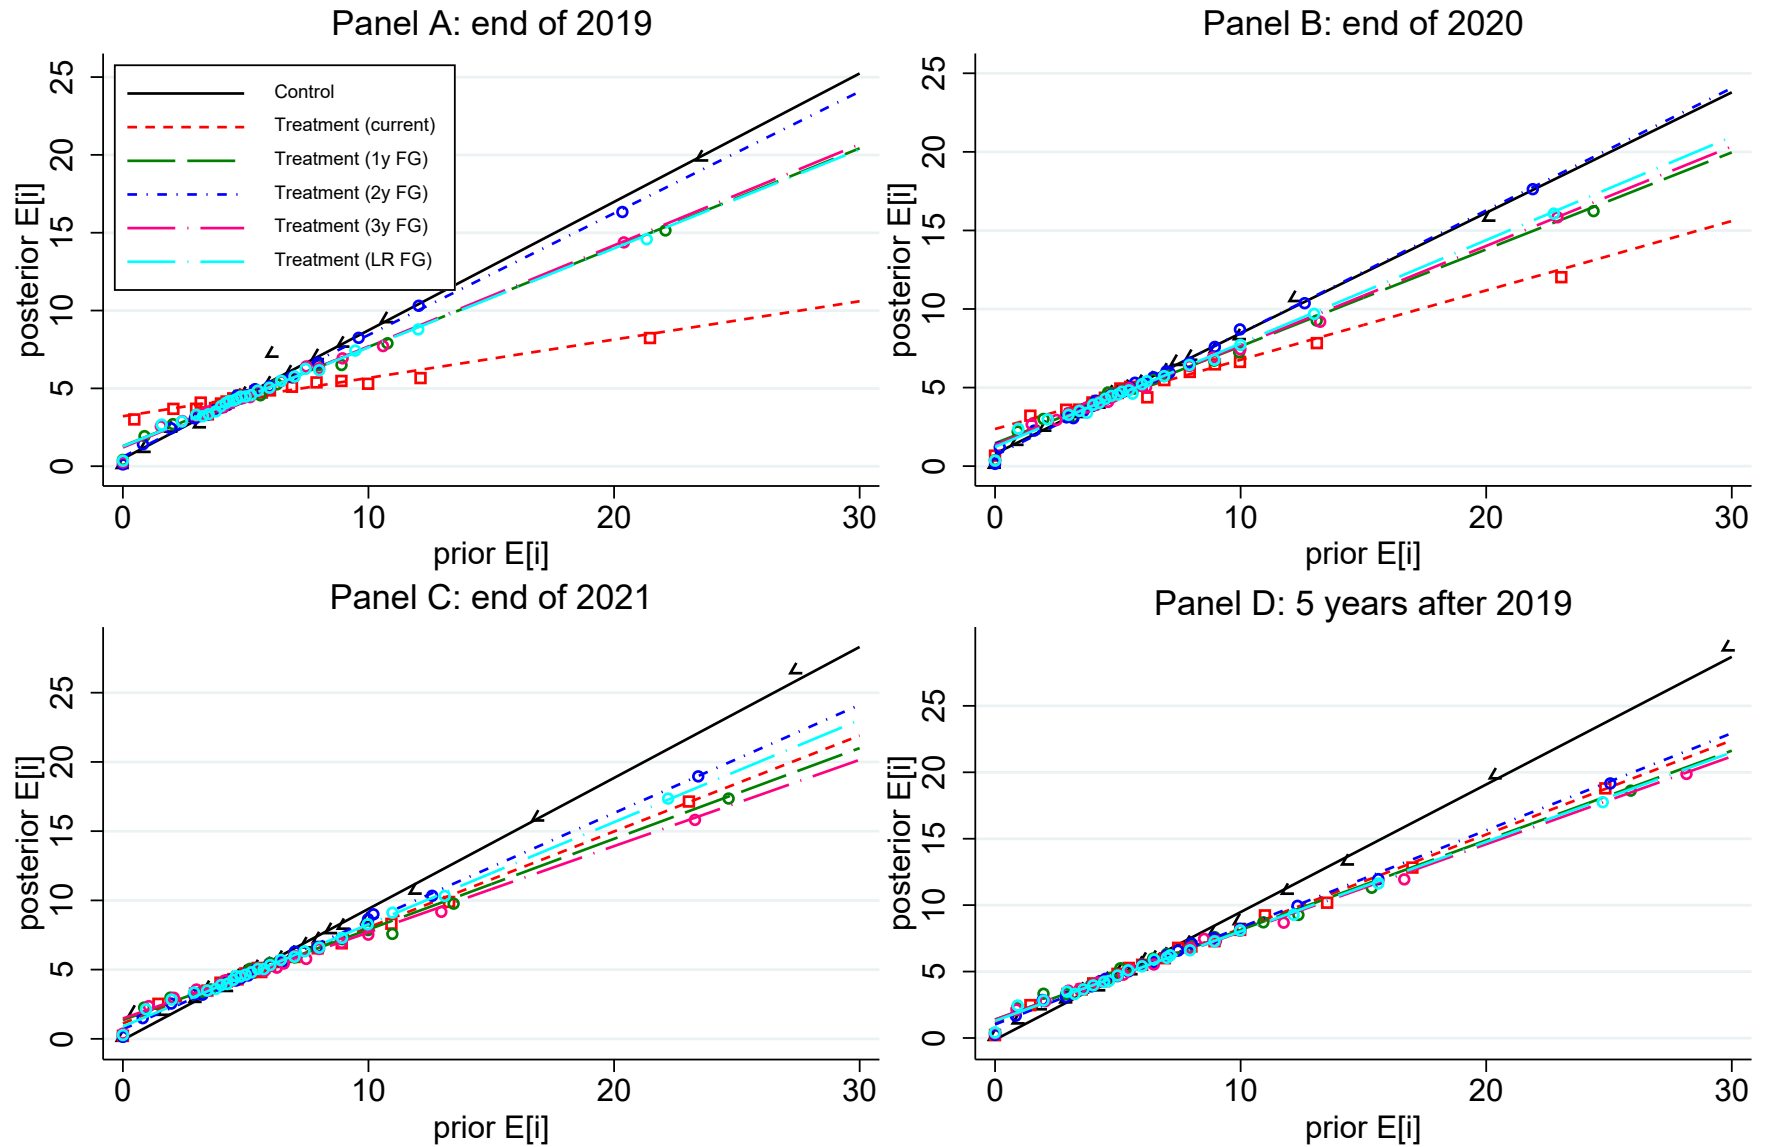 Panel A: end of 2019
25
20
15
10
5
0
posterior E[i]
Control
Treatment (current)
Treatment (1y FG)
Treatment (2y FG)
Treatment (3y FG)
Treatment (LR FG)
0 10 20 30
prior E[i]
Panel B: end of 2020
25
20
15
10
5
0
posterior E[i]
0 10 20 30
prior E[i]
Panel C: end of 2021
25
20
15
10
5
0
posterior E[i]
0 10 20 30
prior E[i]
Panel D: 5 years after 2019
25
20
15
10
5
0
posterior E[i]
0 10 20 30
prior E[i]